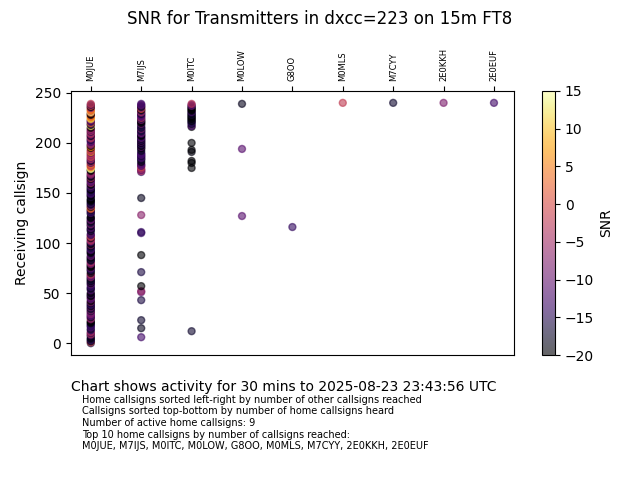 SNR for Transmitters in dxcc=223 on 15m FT8
M0JUE M7IJS M0ITC M0LOW G8OO M0MLS M7CYY 2E0KKH 2E0EUF
250
200
150
100
50
0
Receiving callsign
15
10
5
0
−5
−10
−15
−20
SNR
Chart shows activity for 30 mins to 2025-08-23 23:43:56 UTC
Home callsigns sorted left-right by number of other callsigns reached
Callsigns sorted top-bottom by number of home callsigns heard
Number of active home callsigns: 9
Top 10 home callsigns by number of callsigns reached:
M0JUE, M7IJS, M0ITC, M0LOW, G8OO, M0MLS, M7CYY, 2E0KKH, 2E0EUF